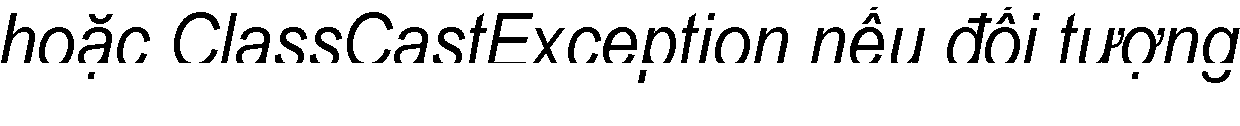 hoặc ClassCastException nếu đối tượng